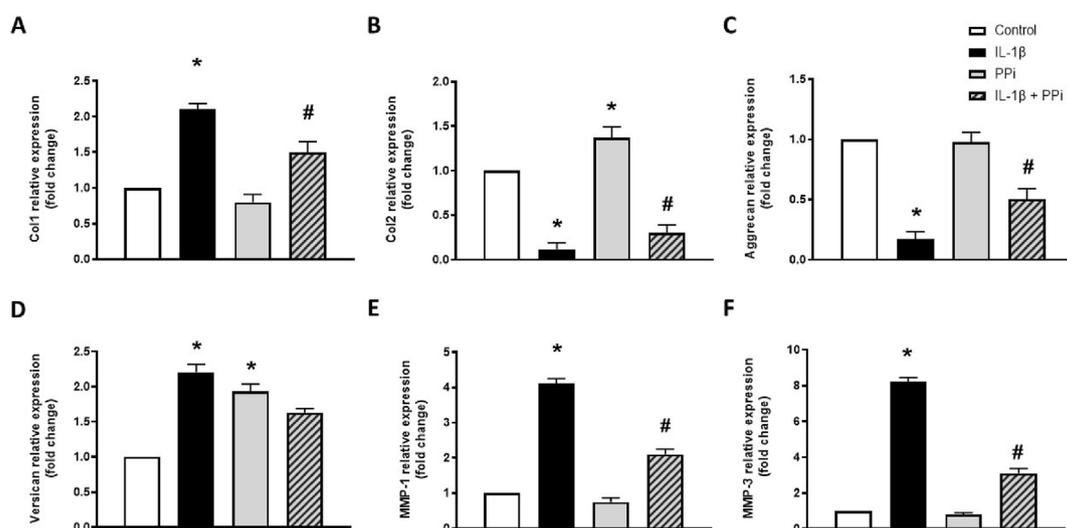 A
B
C
Control
IL-1β
PPi
IL-1β + PPi
Col1 relative expression
(fold change)
2.5
2.0
1.5
1.0
0.5
0.0
*
#
Col2 relative expression
(fold change)
2.0
1.5
1.0
0.5
0.0
*
*
#
Aggrecan relative expression
(fold change)
1.5
1.0
0.5
0.0
*
#
D
E
F
Versican relative expression
(fold change)
2.5
2.0
1.5
1.0
0.5
0.0
*
*
MMP-1 relative expression
(fold change)
5
4
3
2
1
0
*
#
MMP-3 relative expression
(fold change)
10
8
6
4
2
0
*
#